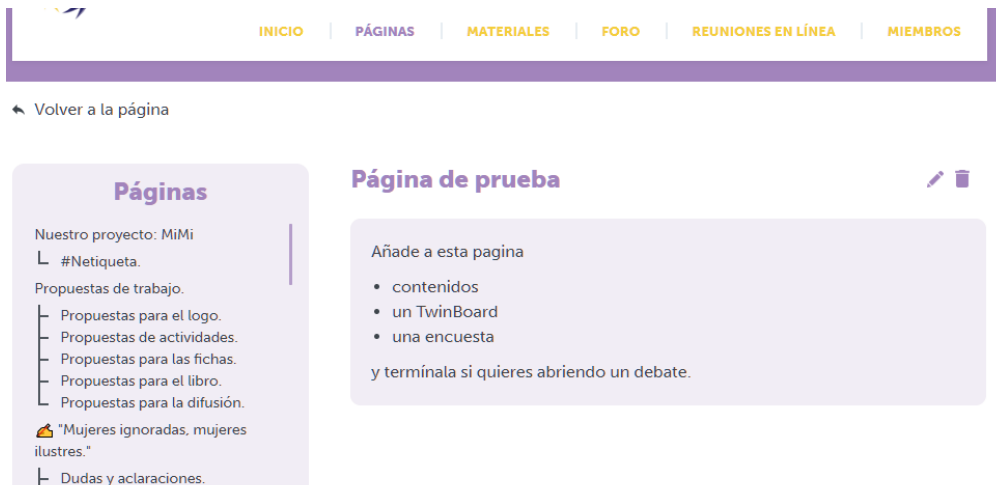 INICIO PÁGINAS MATERIALES FORO REUNIONES EN LÍNEA MIEMBROS
Volver a la página
Páginas
Nuestro proyecto: MiMi
#Netiqueta.
Propuestas de trabajo.
Propuestas para el logo.
Propuestas de actividades.
Propuestas para las fichas.
Propuestas para el libro.
Propuestas para la difusión.
"Mujeres ignoradas, mujeres
ilustres."
Dudas y aclaraciones.
Página de prueba
Añade a esta pagina
• contenidos
• un TwinBoard
• una encuesta
y termínala si quieres abriendo un debate.